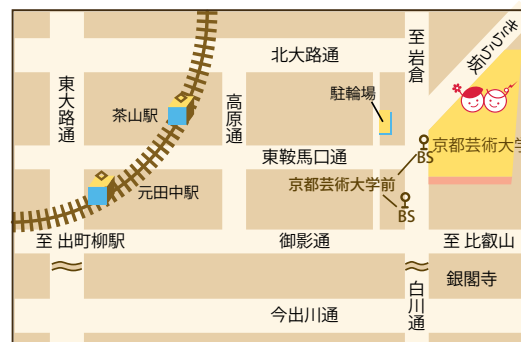 至 岩倉
きらら坂
北大路通
東大路通
茶山駅
高原通
駐輪場
東鞍馬口通
BS
京都芸術大学
京都芸術大学前
元田中駅
BS
至 出町柳駅
御影通
至 比叡山
銀閣寺
白川通
今出川通